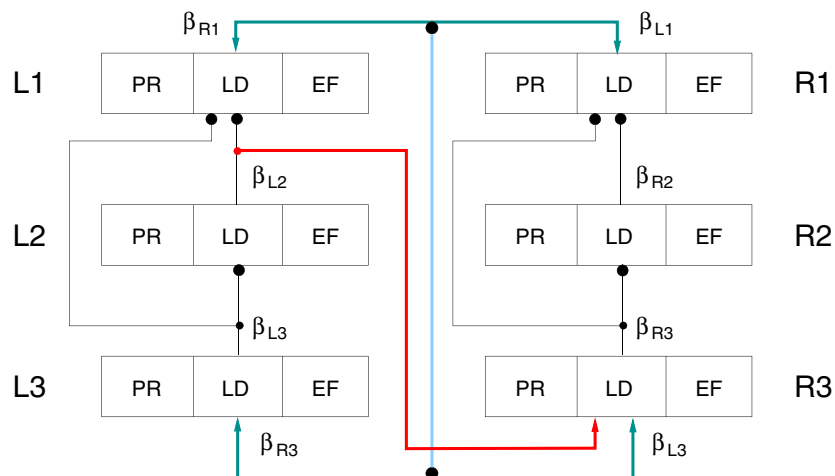 βR1 βL1
L1 PR LD EF PR LD EF R1
βL2 βR2
L2 PR LD EF PR LD EF R2
βL3 βR3
L3 PR LD EF PR LD EF R3
βR3 βL3